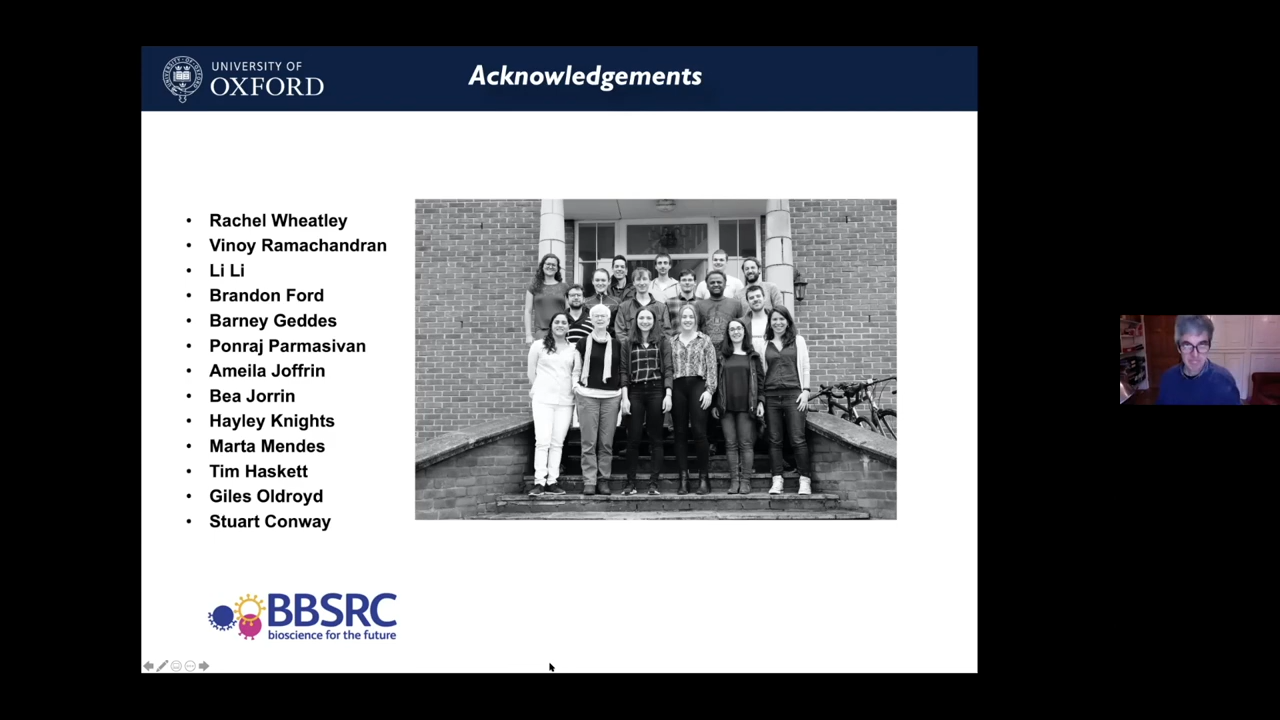 UNIVERSITY OF
OXFORD
Acknowledgements
• Rachel Wheatley
• Vinoy Ramachandran
• Li Li
• Brandon Ford
• Barney Geddes
• Ponraj Parmasivan
• Ameila Joffrin
• Bea Jorrin
• Hayley Knights
• Marta Mendes
• Tim Haskett
• Giles Oldroyd
• Stuart Conway
BBSRC
bioscience for the future